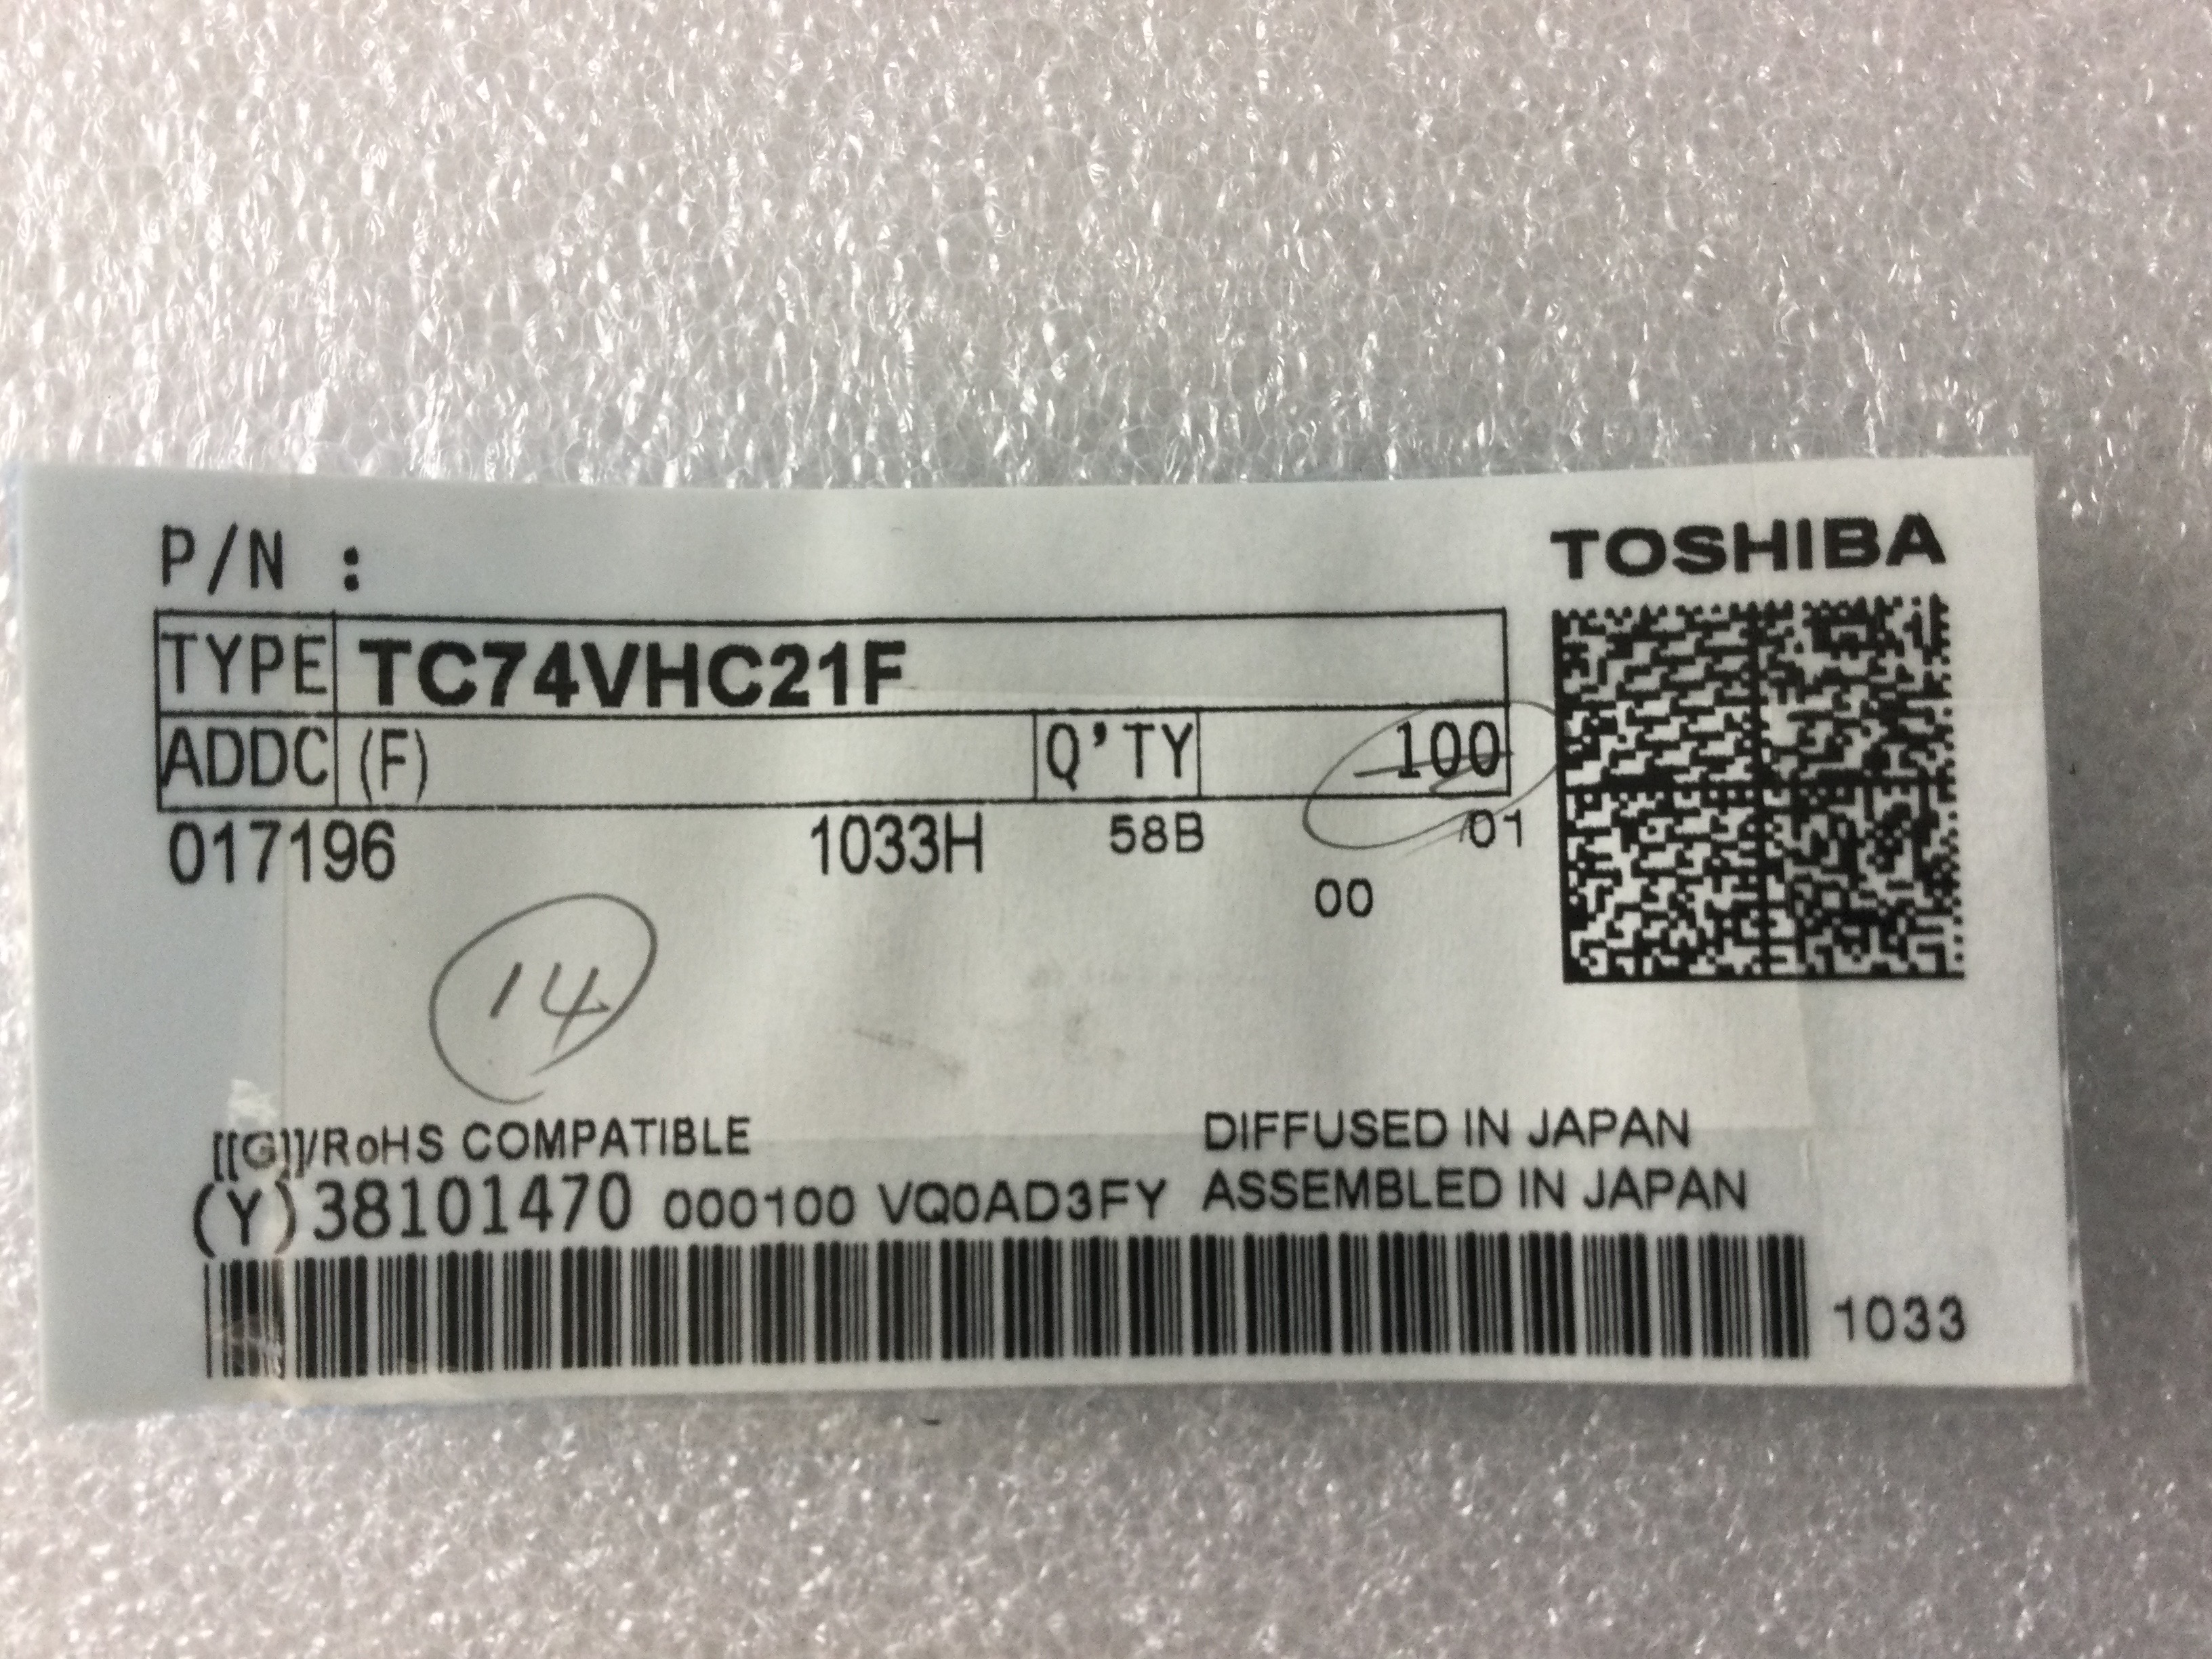 P/N :
TOSHIBA
TYPE TC74VHC21F
ADDC (F) Q'TY 100
017196 1033H 58B 01
00
14
[[G]]/RoHS COMPATIBLE
DIFFUSED IN JAPAN
(Y)38101470 000100 VQ0AD3FY
ASSEMBLED IN JAPAN
1033